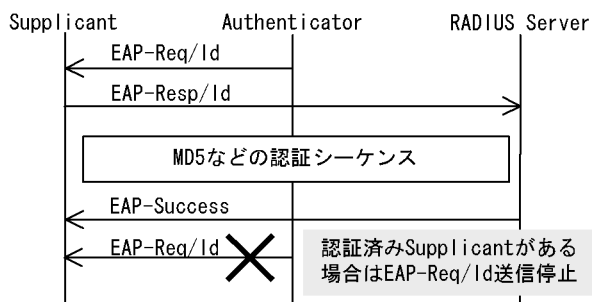 Supplicant Authenticator RADIUS Server
EAP-Req/Id
EAP-Resp/Id
MD5などの認証シーケンス
EAP-Success
EAP-Req/Id
認証済みSupplicantがある
場合はEAP-Req/Id送信停止